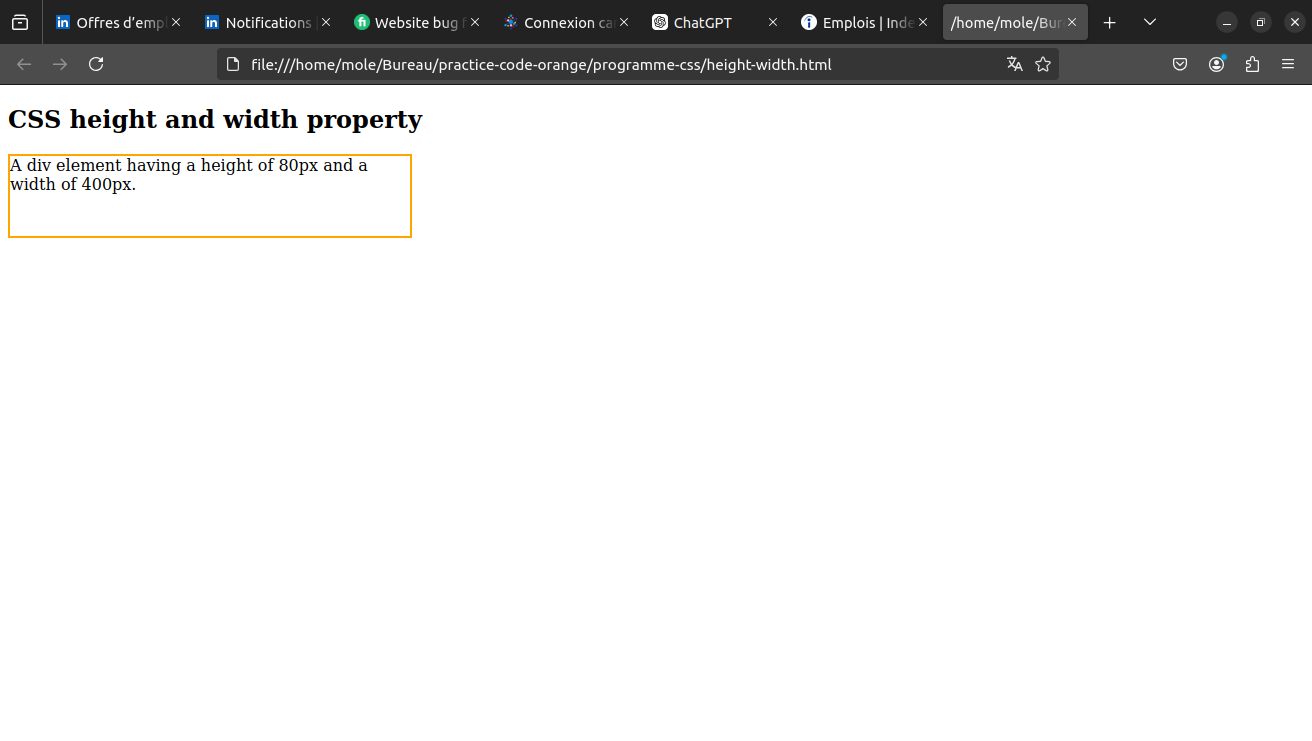 Offres d'emp
Notifications
Website bug f
Connexion ca
ChatGPT
Emplois | Inde
/home/mole/Bur
file:///home/mole/Bureau/practice-code-orange/programme-css/height-width.html
CSS height and width property
A div element having a height of 80px and a
width of 400px.